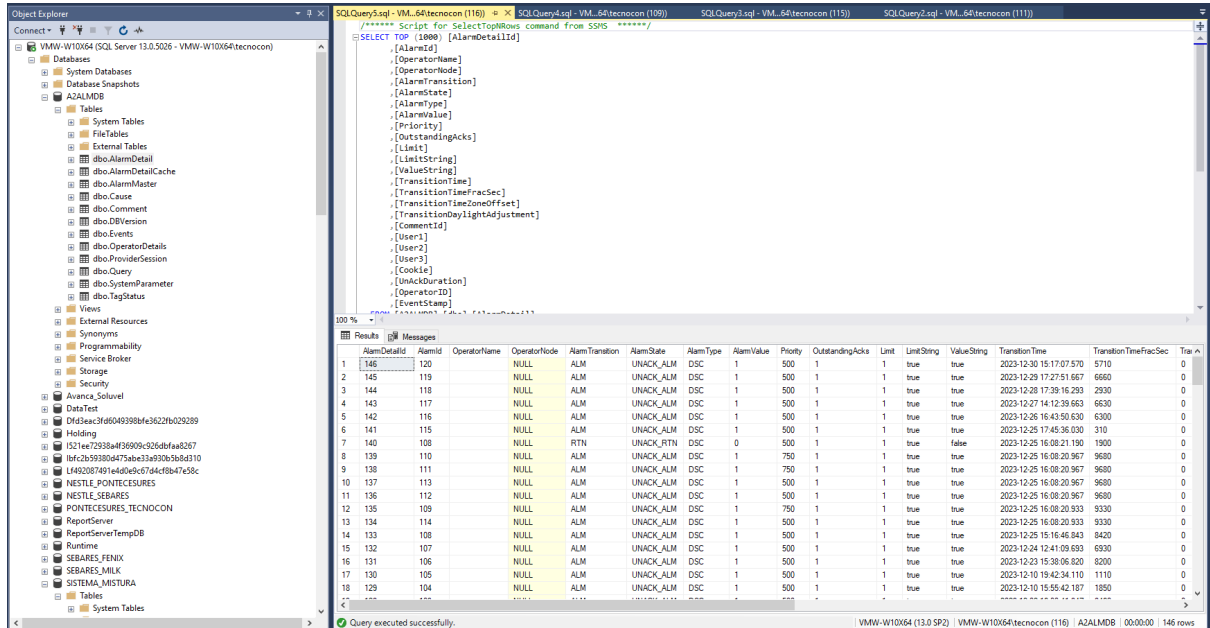 Object Explorer
Connect
VMW-W10X64 (SQL Server 13.0.5026 - VMW-W10X64\tecnocon)
Databases
System Databases
Database Snapshots
A2ALMDB
Tables
System Tables
FileTables
External Tables
dbo.AlarmDetail
dbo.AlarmDetailCache
dbo.AlarmMaster
dbo.Cause
dbo.Comment
dbo.DBVersion
dbo.Events
dbo.OperatorDetails
dbo.ProviderSession
dbo.Query
dbo.SystemParameter
dbo.TagStatus
Views
External Resources
Synonyms
Programmability
Service Broker
Storage
Security
Avanca_Soluvel
DataTest
Dfd3eac3fd6049398bfe3622fb029289
Holding
I521ee72938a4f36909c926dbfaa8267
Ibfc2b59380d475abe33a930b5b8d310
Lf492087491e4d0e9c67d4cf8b47e58c
NESTLE_PONTECESURES
NESTLE_SEBARES
PONTECESURES_TECNOCON
ReportServer
ReportServerTempDB
Runtime
SEBARES_FENIX
SEBARES_MILK
SISTEMA_MISTURA
Tables
System Tables
SQLQuery5.sql - VM...64\tecnocon (116)) SQLQuery4.sql - VM...64\tecnocon (109)) SQLQuery3.sql - VM...64\tecnocon (115)) SQLQuery2.sql - VM...64\tecnocon (111))
/****** Script for SelectTopNRows command from SSMS ******/
SELECT TOP (1000) [AlarmDetailId]
,[AlarmId]
,[OperatorName]
,[OperatorNode]
,[AlarmTransition]
,[AlarmState]
,[AlarmType]
,[AlarmValue]
,[Priority]
,[OutstandingAcks]
,[Limit]
,[LimitString]
,[ValueString]
,[TransitionTime]
,[TransitionTimeFracSec]
,[TransitionTimeZoneOffset]
,[TransitionDaylightAdjustment]
,[CommentId]
,[User1]
,[User2]
,[User3]
,[Cookie]
,[UnAckDuration]
,[OperatorID]
,[EventStamp]
FROM [A2ALMDB].[dbo].[AlarmDetail]
100 %
Results Messages
AlarmDetailId AlarmId OperatorName OperatorNode AlarmTransition AlarmState AlarmType AlarmValue Priority OutstandingAcks Limit LimitString ValueString TransitionTime TransitionTimeFracSec
1 146 120 NULL ALM UNACK_ALM DSC 1 500 1 1 true true 2023-12-30 15:17:07.570 5710 0
2 145 119 NULL ALM UNACK_ALM DSC 1 500 1 1 true true 2023-12-29 17:27:51.667 6660 0
3 144 118 NULL ALM UNACK_ALM DSC 1 500 1 1 true true 2023-12-28 17:39:16.293 2930 0
4 143 117 NULL ALM UNACK_ALM DSC 1 500 1 1 true true 2023-12-27 14:12:39.663 6630 0
5 142 116 NULL ALM UNACK_ALM DSC 1 500 1 1 true true 2023-12-26 16:43:50.630 6300 0
6 141 115 NULL ALM UNACK_ALM DSC 1 500 1 1 true true 2023-12-25 17:45:36.030 310 0
7 140 108 NULL RTN UNACK_RTN DSC 0 500 1 1 true false 2023-12-25 16:08:21.190 1900 0
8 139 110 NULL ALM UNACK_ALM DSC 1 750 1 1 true true 2023-12-25 16:08:20.967 9680 0
9 138 111 NULL ALM UNACK_ALM DSC 1 750 1 1 true true 2023-12-25 16:08:20.967 9680 0
10 137 113 NULL ALM UNACK_ALM DSC 1 500 1 1 true true 2023-12-25 16:08:20.967 9680 0
11 136 112 NULL ALM UNACK_ALM DSC 1 500 1 1 true true 2023-12-25 16:08:20.967 9680 0
12 135 109 NULL ALM UNACK_ALM DSC 1 750 1 1 true true 2023-12-25 16:08:20.933 9330 0
13 134 114 NULL ALM UNACK_ALM DSC 1 500 1 1 true true 2023-12-25 16:08:20.933 9330 0
14 133 108 NULL ALM UNACK_ALM DSC 1 500 1 1 true true 2023-12-25 15:16:46.843 8420 0
15 132 107 NULL ALM UNACK_ALM DSC 1 500 1 1 true true 2023-12-24 12:41:09.693 6930 0
16 131 106 NULL ALM UNACK_ALM DSC 1 500 1 1 true true 2023-12-23 15:38:06.820 8200 0
17 130 105 NULL ALM UNACK_ALM DSC 1 500 1 1 true true 2023-12-10 19:42:34.110 1110 0
18 129 104 NULL ALM UNACK_ALM DSC 1 500 1 1 true true 2023-12-10 15:55:42.187 1850 0
Query executed successfully. VMW-W10X64 (13.0 SP2) VMW-W10X64\tecnocon (116) A2ALMDB 00:00:00 146 rows